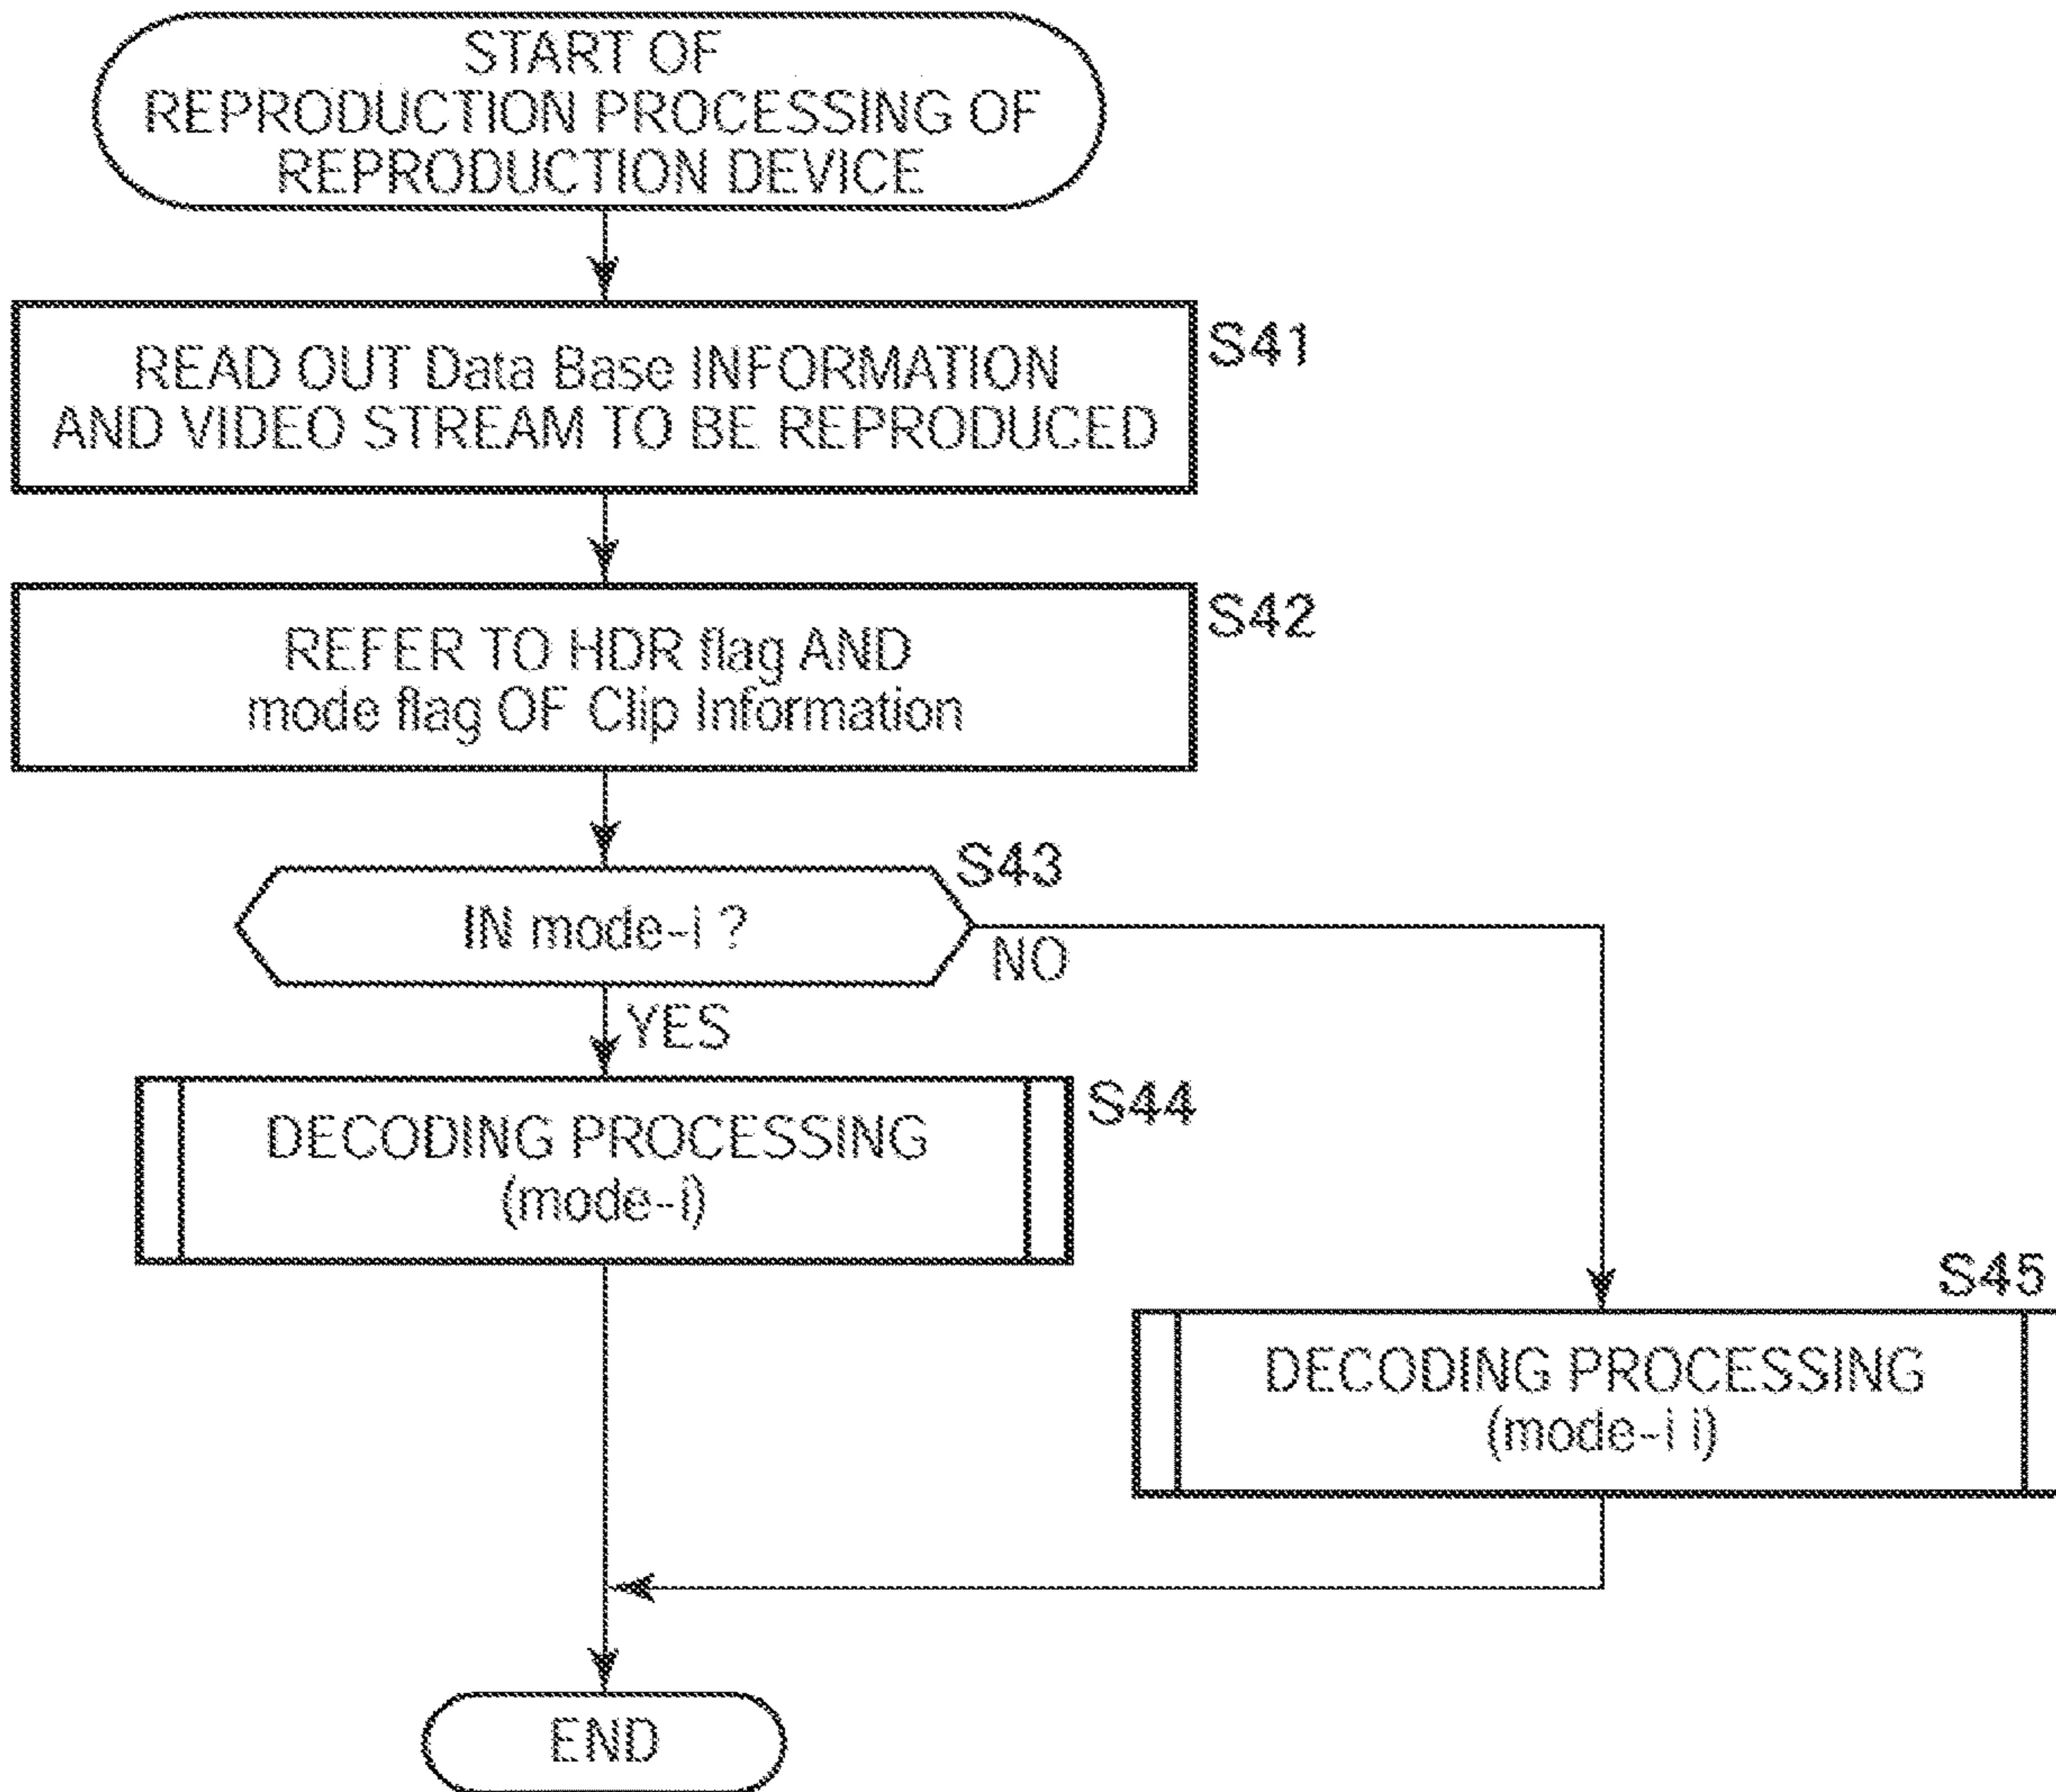 START OF
REPRODUCTION PROCESSING OF
REPRODUCTION DEVICE
READ OUT Data Base INFORMATION
AND VIDEO STREAM TO BE REPRODUCED
S41
REFER TO HDR flag AND
mode flag OF Clip Information
S42
S43
IN mode-i ?
NO
YES
DECODING PROCESSING
(mode-i)
S44
S45
DECODING PROCESSING
(mode-i i)
END